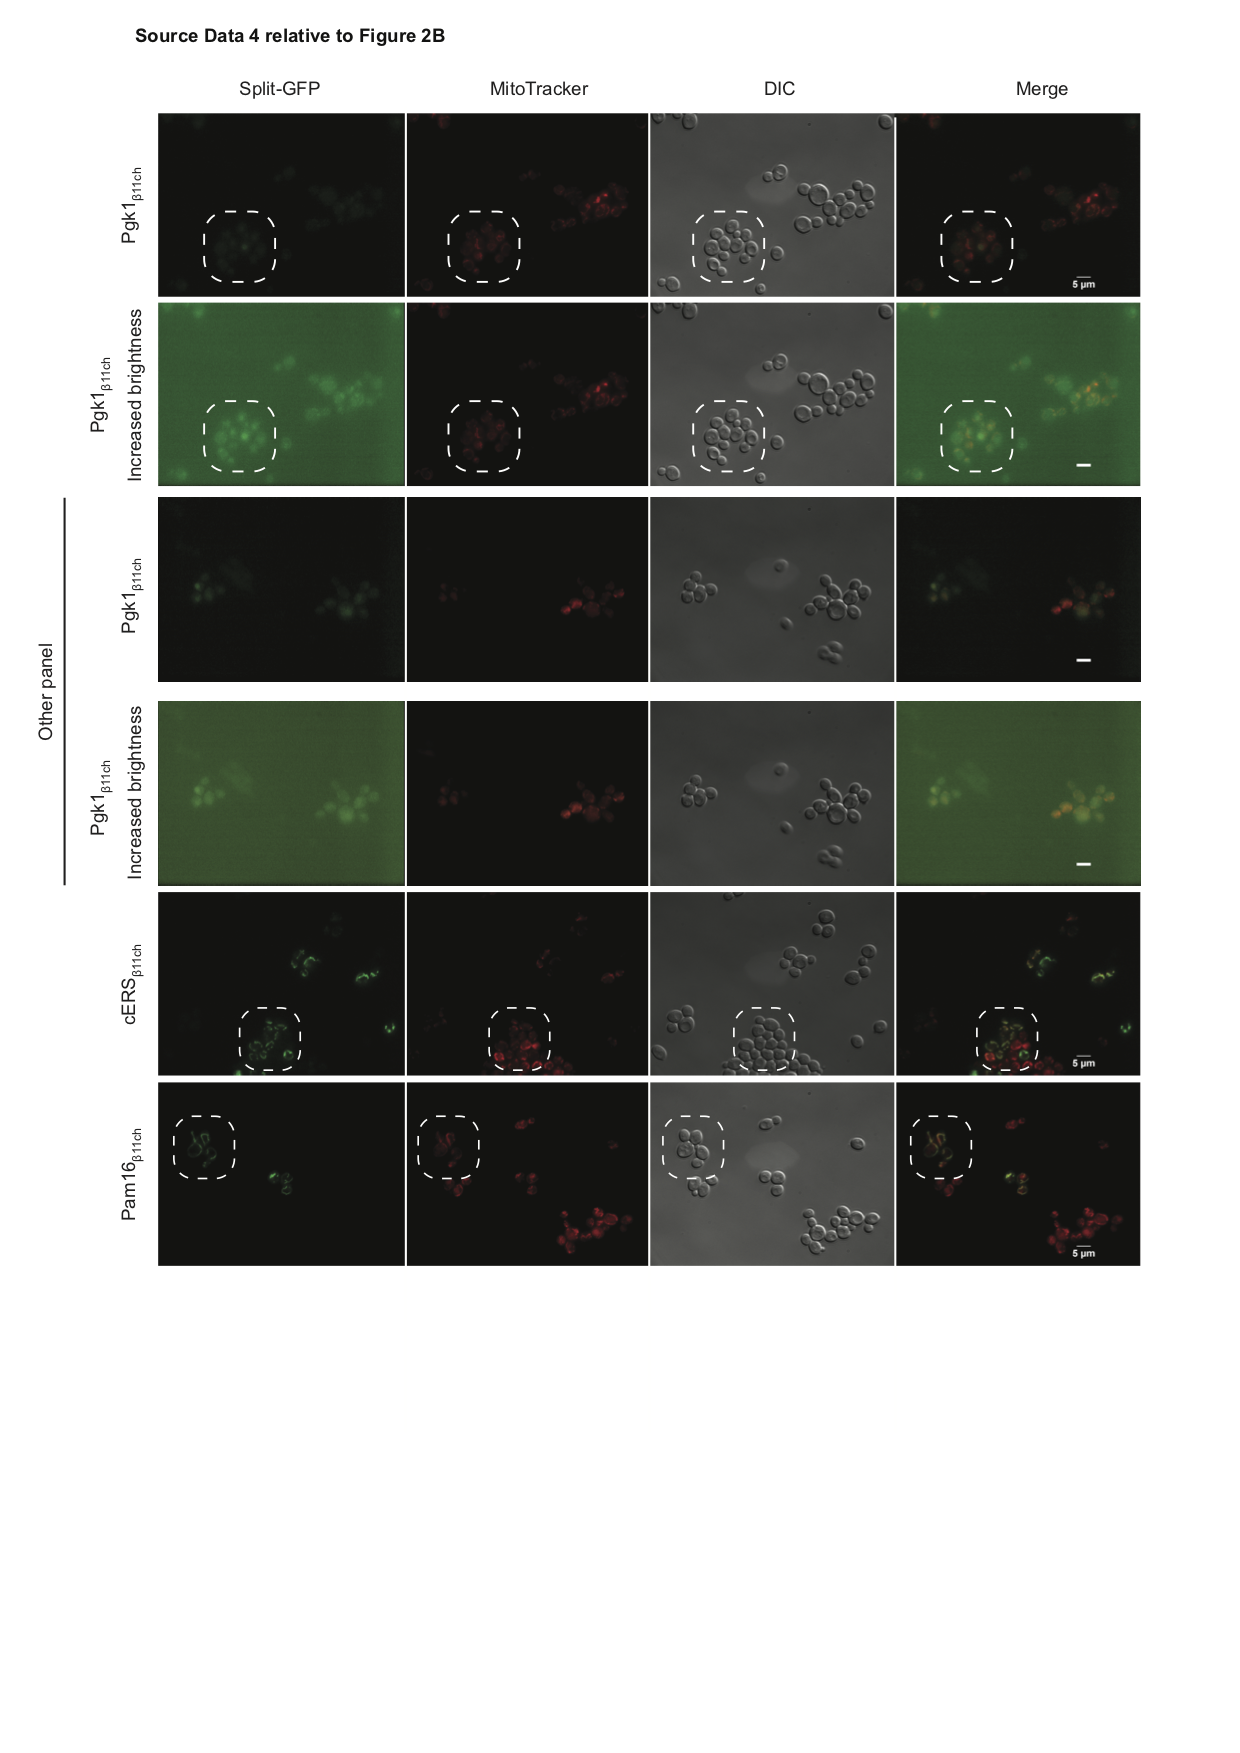 Source Data 4 relative to Figure 2B
Split-GFP MitoTracker DIC Merge
Pgk1β11ch
5 µm
Pgk1β11ch
Increased brightness
Other panel
Pgk1β11ch
Pgk1β11ch
Increased brightness
cERSβ11ch
5 µm
Pam16β11ch
5 µm